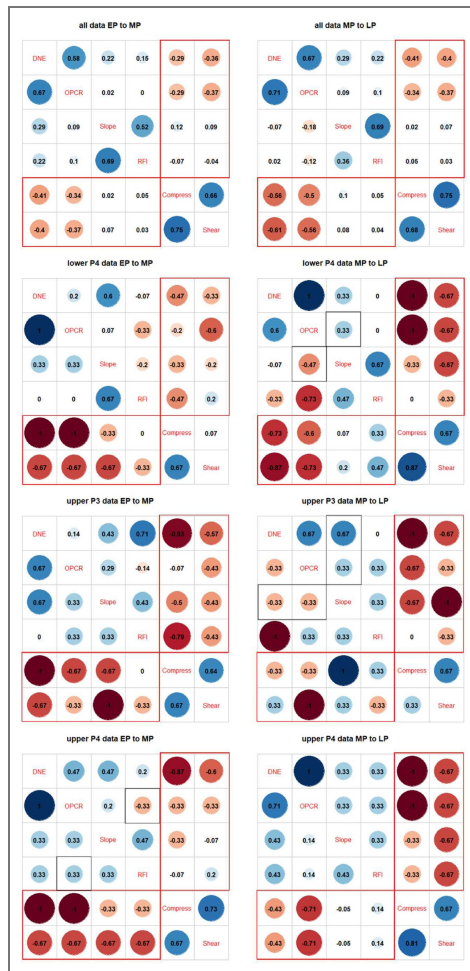 all data EP to MP
DNE 0.58 0.22 0.15 -0.29 -0.36
0.67 OPCR 0.02 0 -0.29 -0.37
0.29 0.09 Slope 0.52 0.12 0.09
0.22 0.1 0.69 RFI -0.07 -0.04
-0.41 -0.34 0.02 0.05 Compress 0.66
-0.4 -0.37 0.07 0.03 0.75 Shear
all data MP to LP
DNE 0.67 0.29 0.22 -0.41 -0.4
0.71 OPCR 0.09 0.1 -0.34 -0.37
-0.07 -0.18 Slope 0.69 0.02 0.07
0.02 -0.12 0.36 RFI 0.05 0.03
-0.56 -0.5 0.1 0.05 Compress 0.75
-0.61 -0.56 0.08 0.04 0.68 Shear
lower P4 data EP to MP
DNE 0.2 0.6 -0.07 -0.47 -0.33
1 OPCR 0.07 -0.33 -0.2 -0.6
0.33 0.33 Slope -0.2 -0.33 -0.2
0 0 0.67 RFI -0.47 0.2
-1 -1 -0.33 0 Compress 0.07
-0.67 -0.67 -0.67 -0.33 0.67 Shear
lower P4 data MP to LP
DNE 1 0.33 0 -1 -0.67
0.6 OPCR 0.33 0 -1 -0.67
-0.07 -0.47 Slope 0.67 -0.33 -0.67
-0.33 -0.73 0.47 RFI 0 -0.33
-0.73 -0.6 0.07 0.33 Compress 0.67
-0.87 -0.73 0.2 0.47 0.87 Shear
upper P3 data EP to MP
DNE 0.14 0.43 0.71 -0.57
0.67 OPCR 0.29 -0.14 -0.07 -0.43
0.67 0.33 Slope 0.43 -0.5 -0.43
0 0.33 0.33 RFI -0.79 -0.43
-1 -0.67 -0.67 0 Compress 0.64
-0.67 -0.33 -1 -0.33 0.67 Shear
upper P3 data MP to LP
DNE 0.67 0.67 0 -1 -0.67
-0.33 OPCR 0.33 0.33 -0.67 -0.33
-0.33 -0.33 Slope 0.33 -0.67 -1
-1 0.33 0.33 RFI 0 -0.33
-0.33 -0.33 1 0.33 Compress 0.67
0.33 -1 0.33 -0.33 0.33 Shear
upper P4 data EP to MP
DNE 0.47 0.47 0.2 -0.87 -0.6
1 OPCR 0.2 -0.33 -0.33 -0.33
0.33 0.33 Slope 0.47 -0.33 -0.07
0.33 0.33 0.33 RFI -0.07 0.2
-1 -1 -0.33 -0.33 Compress 0.73
-0.67 -0.67 -0.67 -0.67 0.67 Shear
upper P4 data MP to LP
DNE 1 0.33 0.33 -1 -0.67
0.71 OPCR 0.33 0.33 -1 -0.67
0.43 0.14 Slope 0.33 -0.33 -0.67
0.43 0.14 0.43 RFI -0.33 -0.67
-0.43 -0.71 -0.05 0.14 Compress 0.67
-0.43 -0.71 -0.05 0.14 0.81 Shear